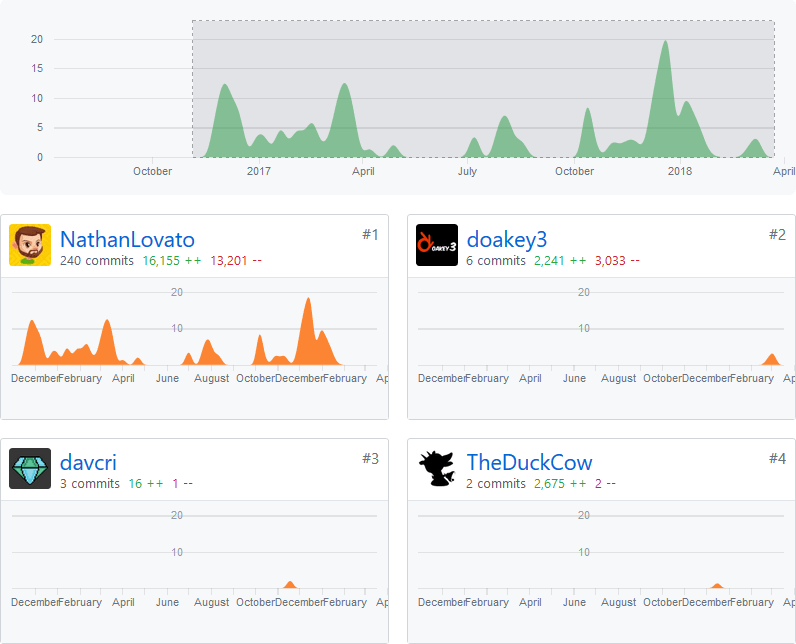 20
15
10
5
0
October 2017 April July October 2018 April
NathanLovato #1
240 commits 16,155 ++ 13,201 --
20
10
December February April June August October December February Ap
doakey3 #2
DOAKEY 3
6 commits 2,241 ++ 3,033 --
20
10
December February April June August October December February Ap
davcri #3
3 commits 16 ++ 1 --
20
10
December February April June August October December February Ap
TheDuckCow #4
2 commits 2,675 ++ 2 --
20
10
December February April June August October December February Ap